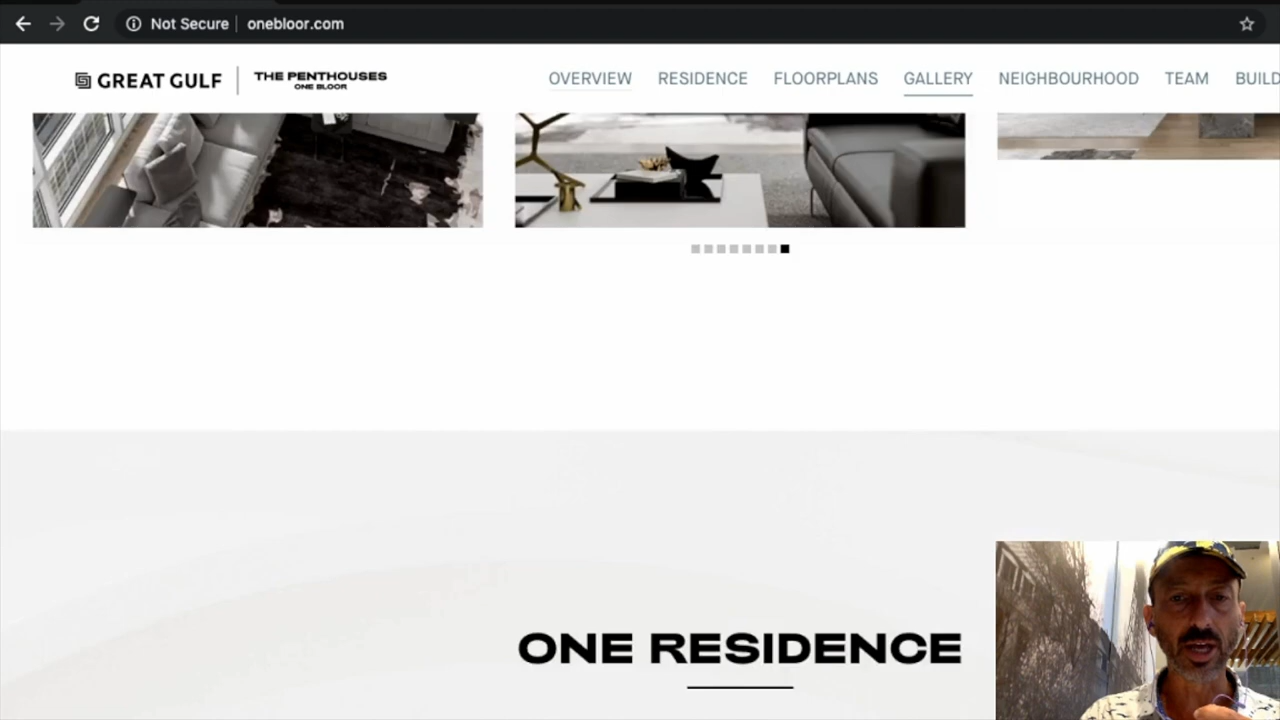 Not Secure onebloor.com
GREAT GULF THE PENTHOUSES
ONE BLOOR
OVERVIEW RESIDENCE FLOORPLANS GALLERY NEIGHBOURHOOD TEAM BUILD
ONE RESIDENCE